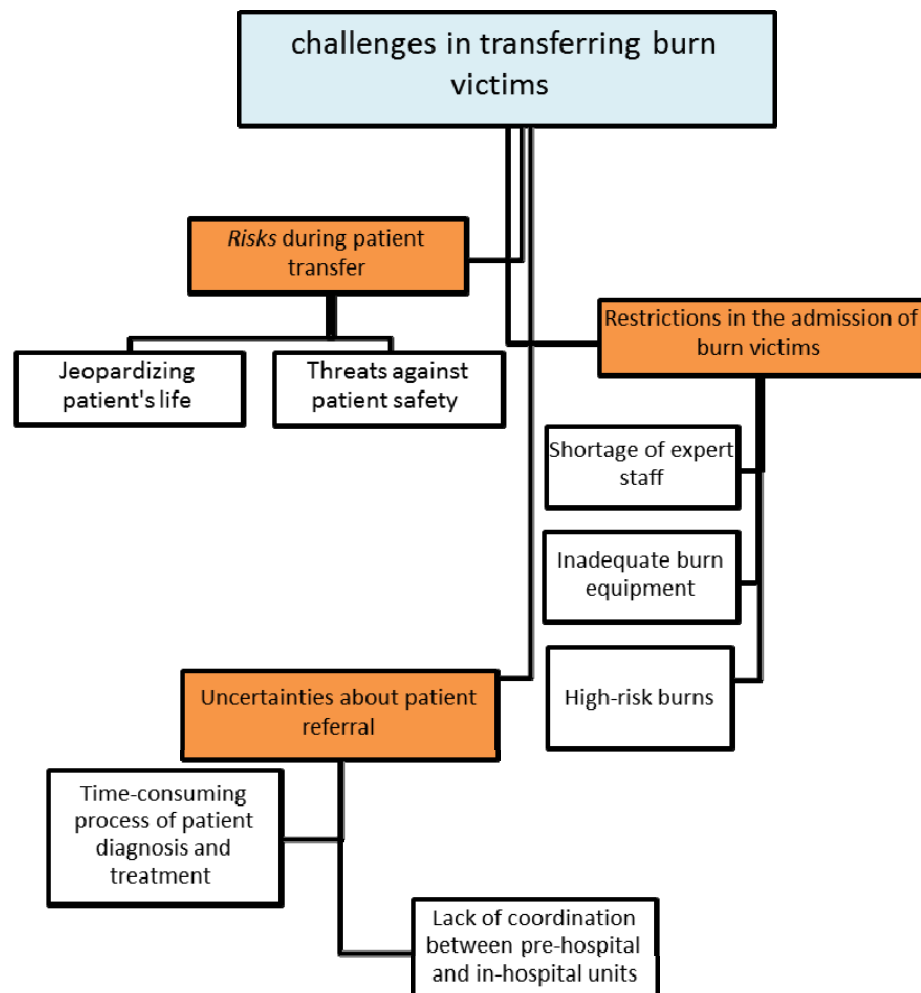 challenges in transferring burn
victims
Risks during patient
transfer
Jeopardizing
patient's life
Threats against
patient safety
Restrictions in the admission of
burn victims
Shortage of expert
staff
Inadequate burn
equipment
High-risk burns
Uncertainties about patient
referral
Time-consuming
process of patient
diagnosis and
treatment
Lack of coordination
between pre-hospital
and in-hospital units